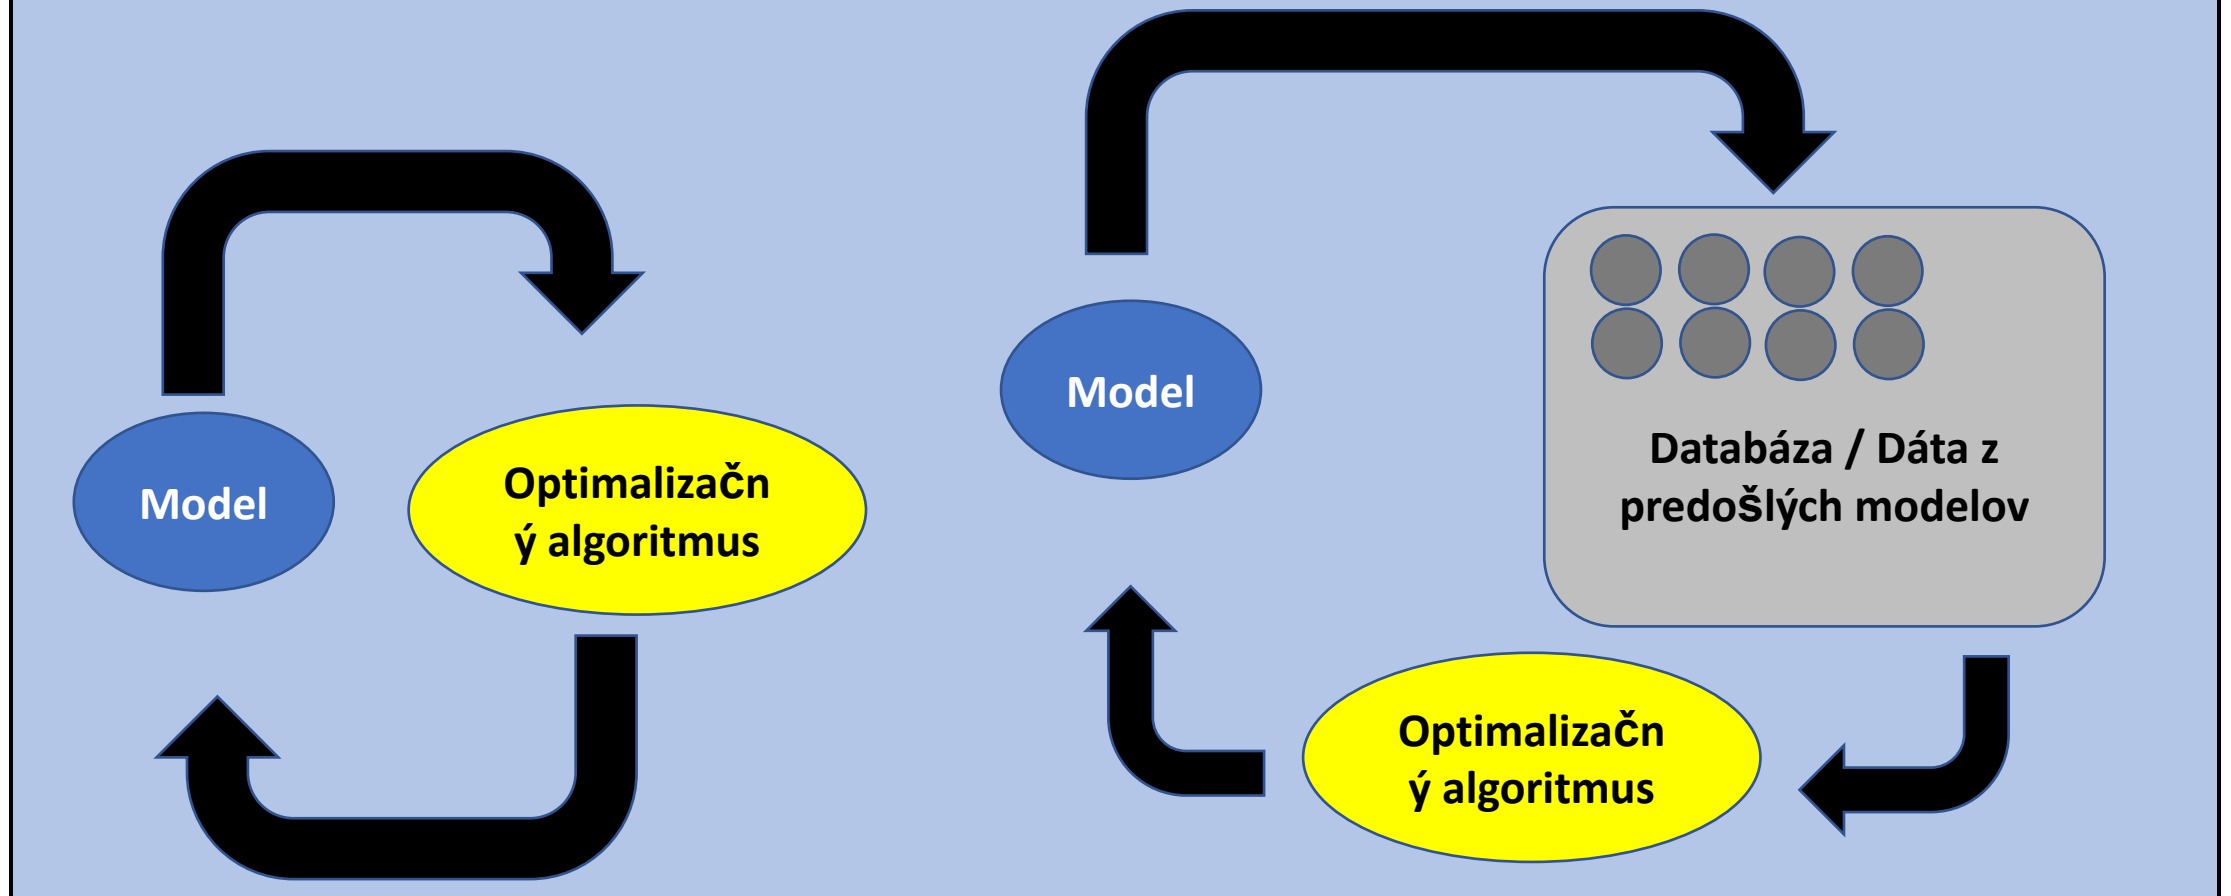 Model
Optimalizačn
ý algoritmus
Model
Databáza / Dáta z
predošlých modelov
Optimalizačn
ý algoritmus